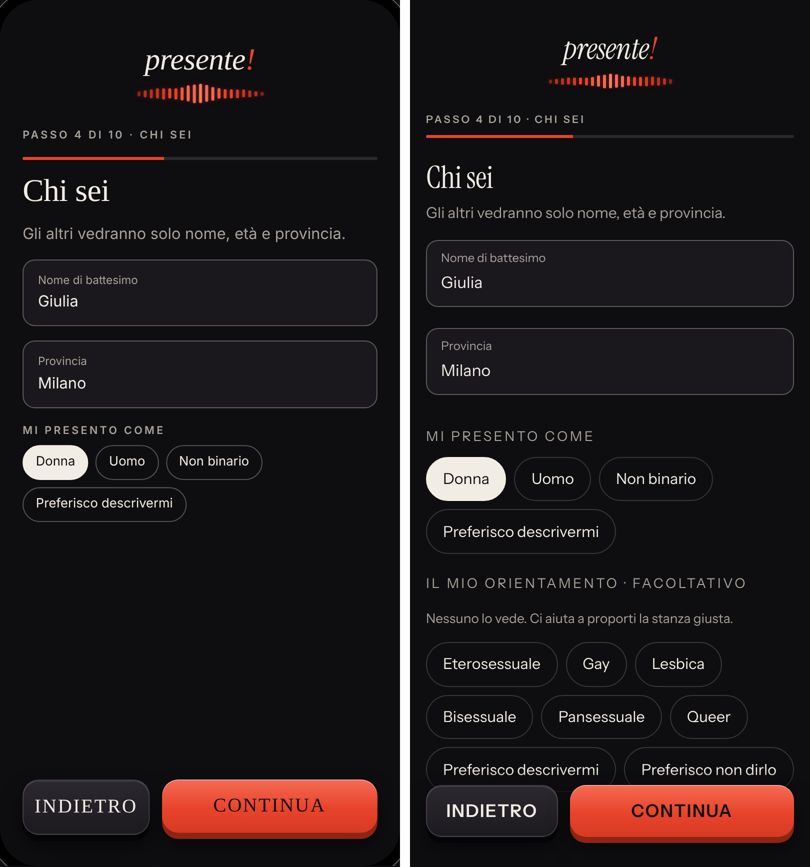 presente!
PASSO 4 DI 10 · CHI SEI
Chi sei
Gli altri vedranno solo nome, età e provincia.
Nome di battesimo
Giulia
Provincia
Milano
MI PRESENTO COME
Donna Uomo Non binario
Preferisco descrivermi
INDIETRO CONTINUA
presente!
PASSO 4 DI 10 · CHI SEI
Chi sei
Gli altri vedranno solo nome, età e provincia.
Nome di battesimo
Giulia
Provincia
Milano
MI PRESENTO COME
Donna Uomo Non binario
Preferisco descrivermi
IL MIO ORIENTAMENTO · FACOLTATIVO
Nessuno lo vede. Ci aiuta a proporti la stanza giusta.
Eterosessuale Gay Lesbica
Bisessuale Pansessuale Queer
Preferisco descrivermi Preferisco non dirlo
INDIETRO CONTINUA